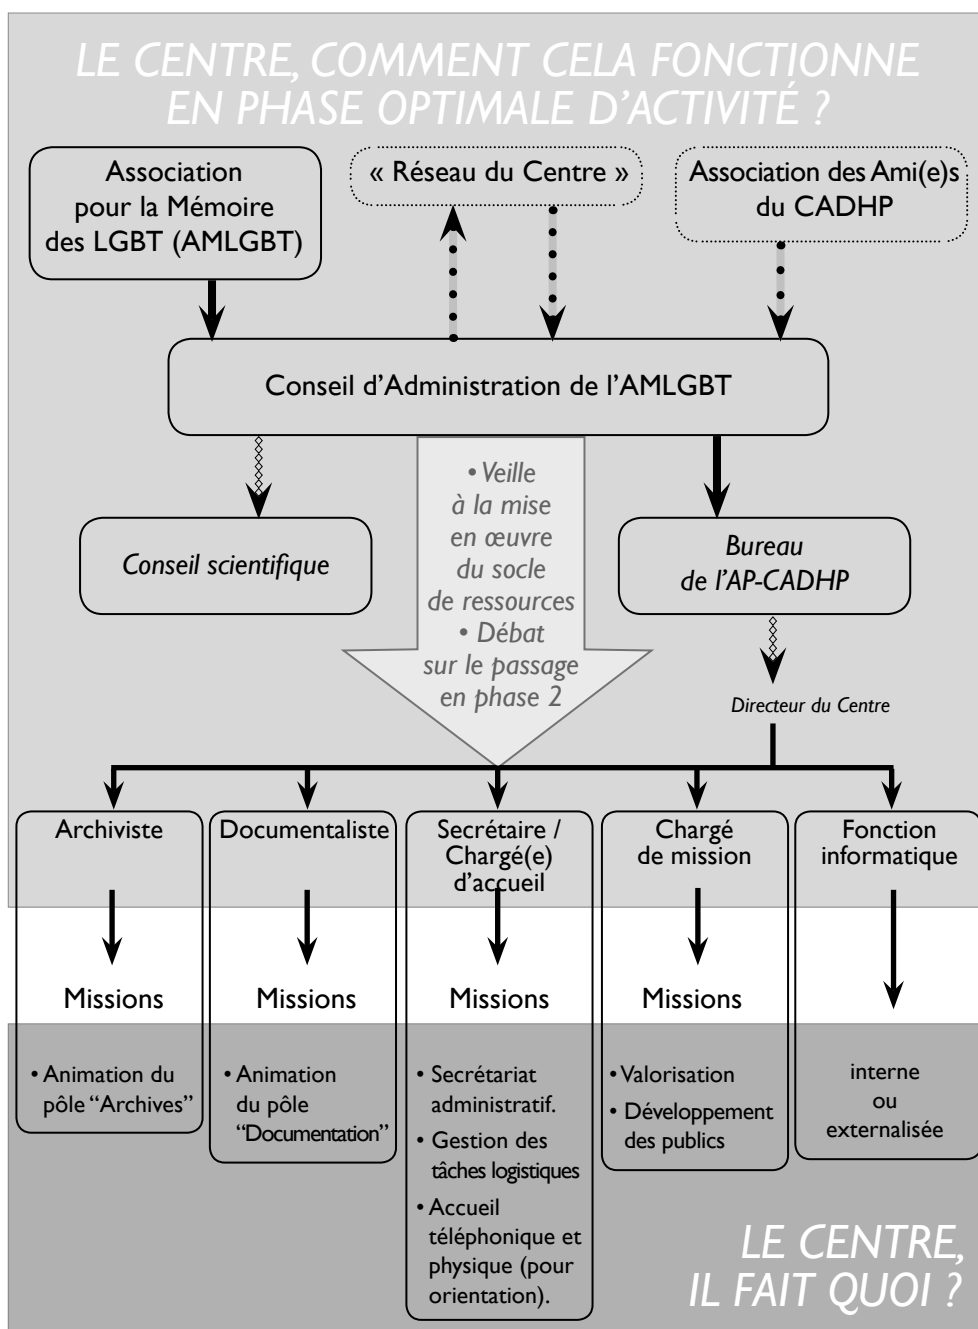 LE CENTRE, COMMENT CELA FONCTIONNE
EN PHASE OPTIMALE D’ACTIVITÉ ?
Association
pour la Mémoire
des LGBT (AMLGBT)
« Réseau du Centre »
Association des Ami(e)s
du CADHP
Conseil d’Administration de l’AMLGBT
• Veille
à la mise
en œuvre
du socle
de ressources
• Débat
sur le passage
en phase 2
Conseil scientifique
Bureau
de l’AP-CADHP
Directeur du Centre
Archiviste
Missions
• Animation du
pôle “Archives”
Documentaliste
Missions
• Animation
du pôle
“Documentation”
Secrétaire /
Chargé(e)
d’accueil
Missions
• Secrétariat
administratif.
• Gestion des
tâches logistiques
• Accueil
téléphonique et
physique (pour
orientation).
Chargé
de mission
Missions
• Valorisation
• Développement
des publics
Fonction
informatique
interne
ou
externalisée
LE CENTRE,
IL FAIT QUOI ?